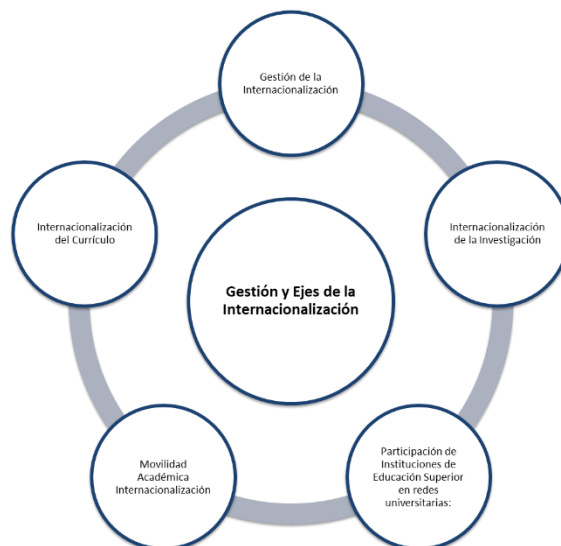 Gestión de la
Internacionalización
Internacionalización
del Currículo
Internacionalización
de la Investigación
Gestión y Ejes de la
Internacionalización
Movilidad
Académica
Internacionalización
Participación de
Instituciones de
Educación Superior
en redes
universitarias: